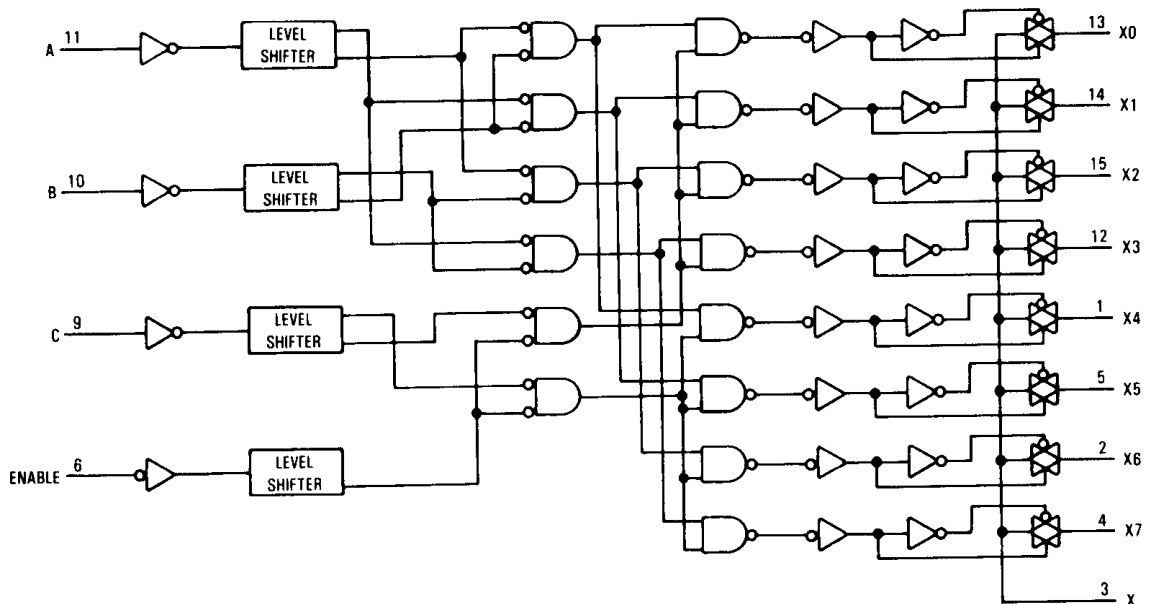 A 11
LEVEL
SHIFTER
B 10
LEVEL
SHIFTER
C 9
LEVEL
SHIFTER
ENABLE 6
LEVEL
SHIFTER
13 X0
14 X1
15 X2
12 X3
1 X4
5 X5
2 X6
4 X7
3 X